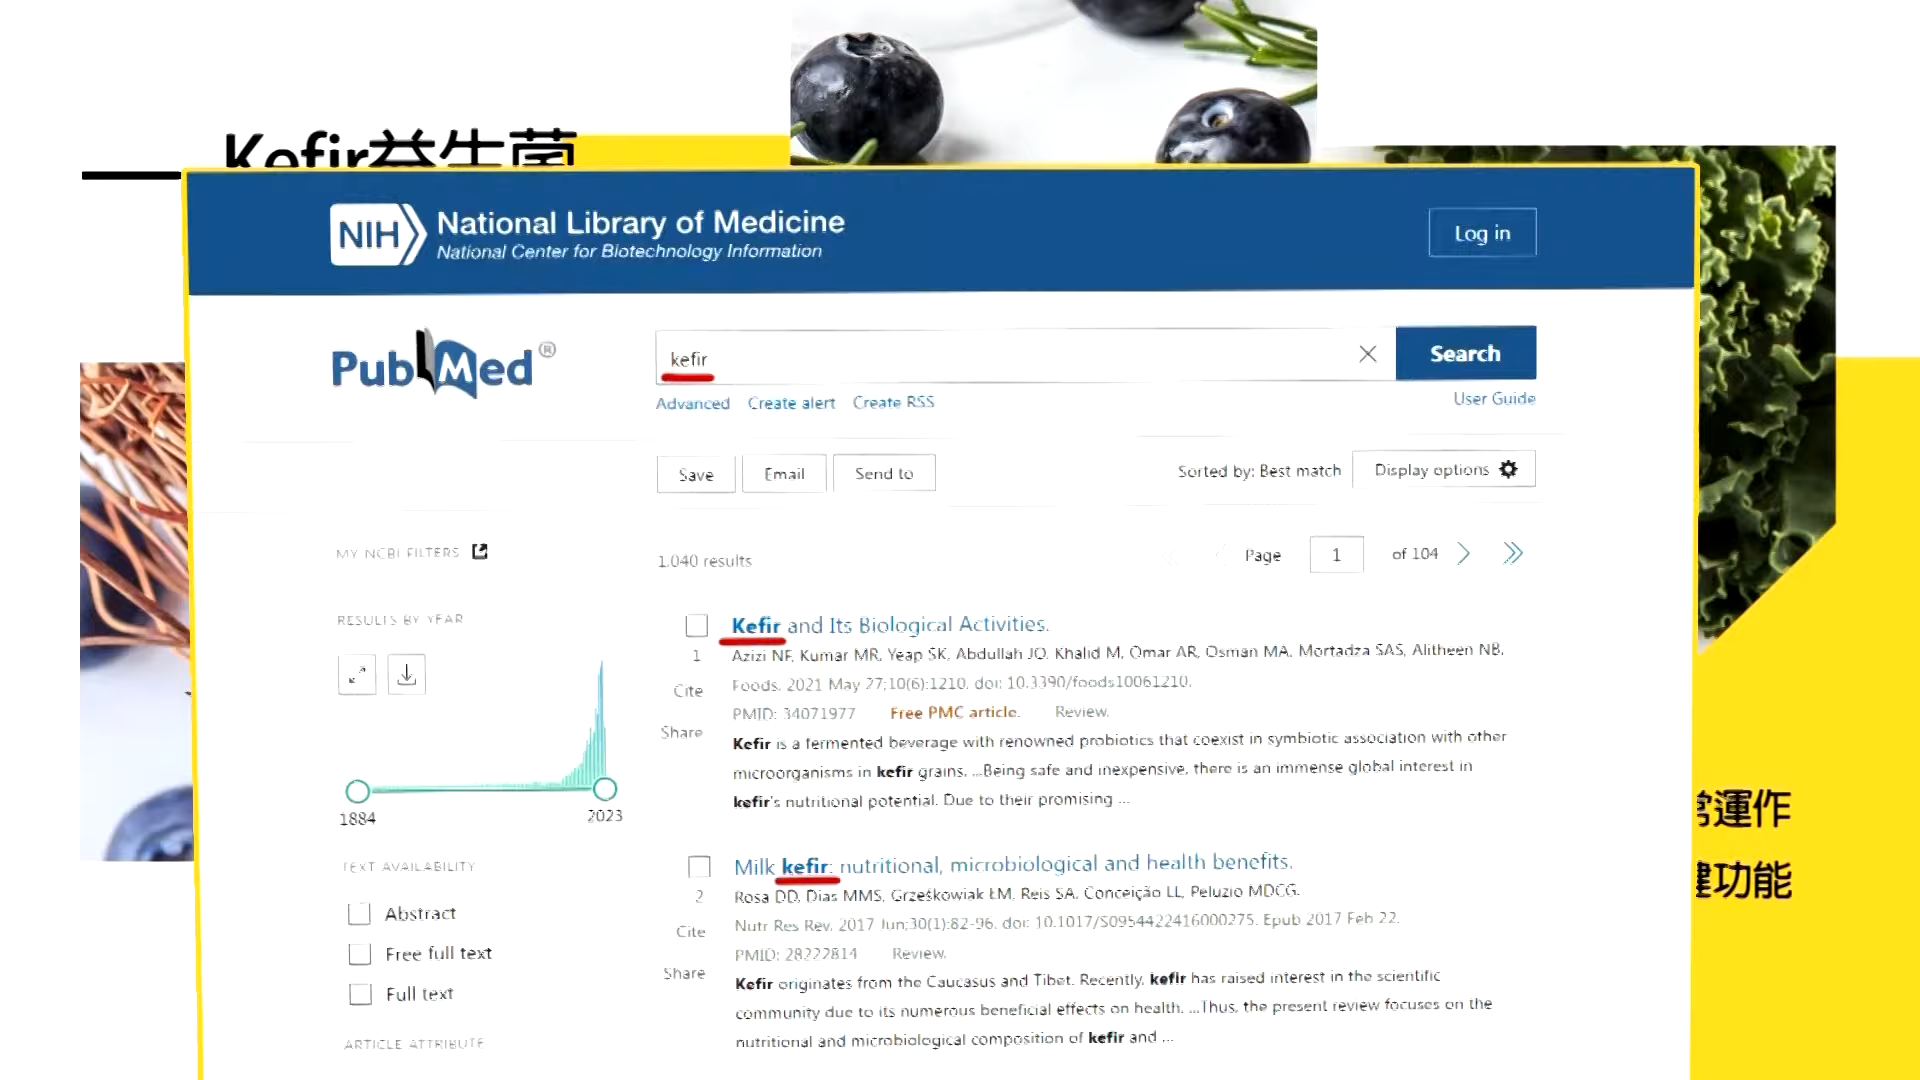 Kefir益生菌
NIH National Library of Medicine
National Center for Biotechnology Information
Log in
PubMed®
kefir
Search
Advanced Create alert Create RSS
User Guide
Save Email Send to
Sorted by: Best match Display options
MY NCBI FILTERS
1,040 results
Page 1 of 104
RESULTS BY YEAR
1884 2023
TEXT AVAILABILITY
Abstract
Free full text
Full text
ARTICLE ATTRIBUTE
Kefir and Its Biological Activities.
1
Azizi NF, Kumar MR, Yeap SK, Abdullah JO, Khalid M, Omar AR, Osman MA, Mortadza SAS, Alitheen NB.
Cite
Foods. 2021 May 27;10(6):1210. doi: 10.3390/foods10061210.
PMID: 34071977 Free PMC article. Review.
Share
Kefir is a fermented beverage with renowned probiotics that coexist in symbiotic association with other
microorganisms in kefir grains. ...Being safe and inexpensive, there is an immense global interest in
kefir's nutritional potential. Due to their promising ...
Milk kefir: nutritional, microbiological and health benefits.
2
Rosa DD, Dias MMS, Grześkowiak ŁM, Reis SA, Conceição LL, Peluzio MDCG.
Cite
Nutr Res Rev. 2017 Jun;30(1):82-96. doi: 10.1017/S0954422416000275. Epub 2017 Feb 22.
PMID: 28222814 Review.
Share
Kefir originates from the Caucasus and Tibet. Recently, kefir has raised interest in the scientific
community due to its numerous beneficial effects on health. ...Thus, the present review focuses on the
nutritional and microbiological composition of kefir and ...
常運作
健功能